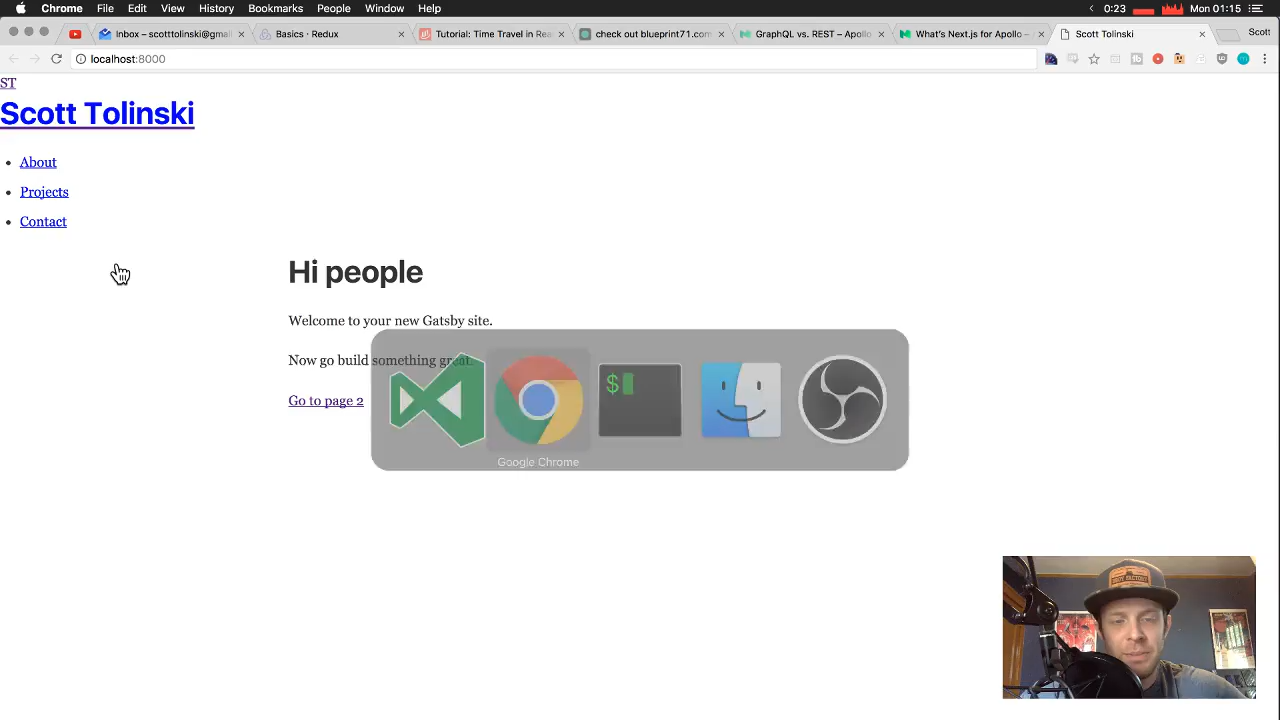 Chrome File Edit View History Bookmarks People Window Help 0:23 Mon 01:15
Inbox – scotttolinski@gmail Basics · Redux Tutorial: Time Travel in Rea check out blueprint71.com GraphQL vs. REST – Apollo What's Next.js for Apollo – Scott Tolinski Scott
localhost:8000
ST
Scott Tolinski
About
Projects
Contact
Hi people
Welcome to your new Gatsby site.
Now go build something great.
Go to page 2
$
Google Chrome